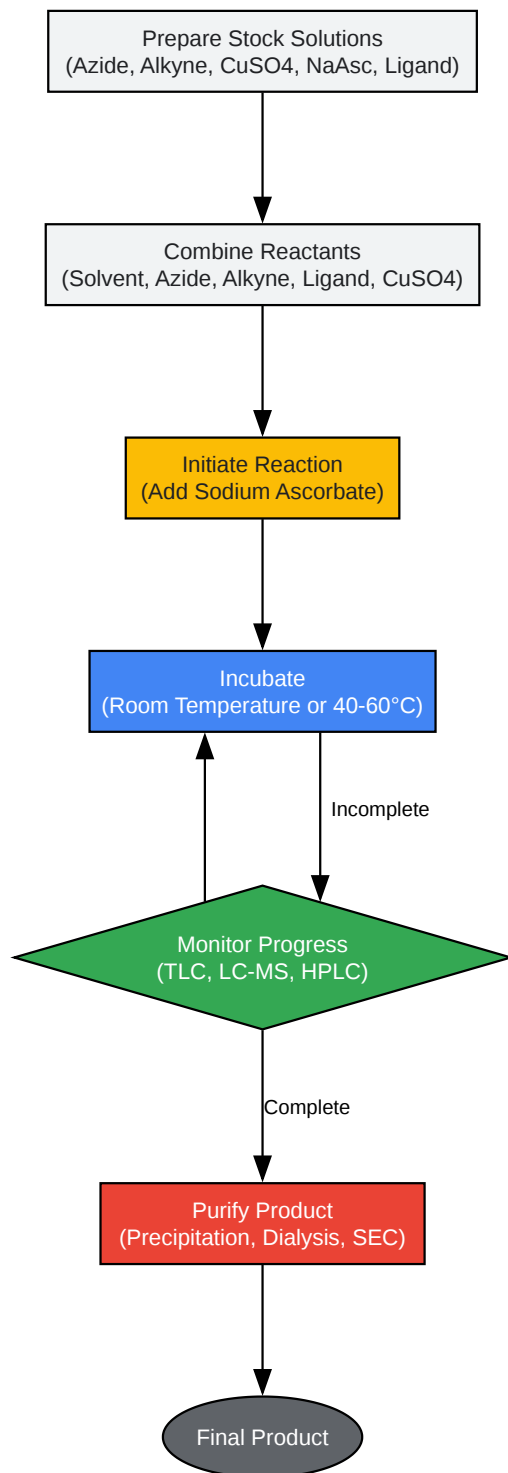 Prepare Stock Solutions
(Azide, Alkyne, CuSO4, NaAsc, Ligand)
Combine Reactants
(Solvent, Azide, Alkyne, Ligand, CuSO4)
Initiate Reaction
(Add Sodium Ascorbate)
Incubate
(Room Temperature or 40-60°C)
Incomplete
Monitor Progress
(TLC, LC-MS, HPLC)
Complete
Purify Product
(Precipitation, Dialysis, SEC)
Final Product